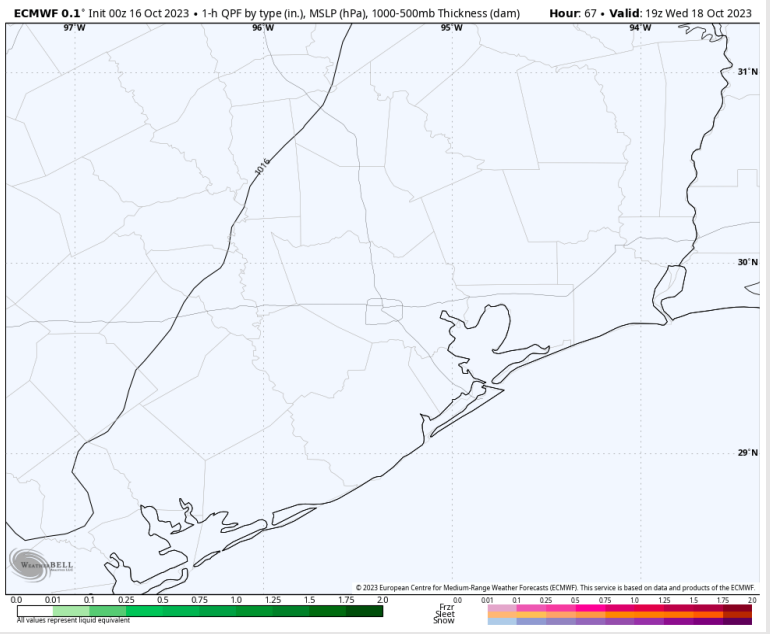 ECMWF 0.1° Init 00z 16 Oct 2023 • 1-h QPF by type (in.), MSLP (hPa), 1000-500mb Thickness (dam)
Hour: 67 • Valid: 19z Wed 18 Oct 2023
97°W 96°W 95°W 94°W
31°N
1016
30°N
29°N
WEATHERBELL
© 2023 European Centre for Medium-Range Weather Forecasts (ECMWF). This service is based on data and products of the ECMWF.
0.0 0.01 0.1 0.25 0.5 0.75 1.0 1.25 1.5 1.75 2.0
All values represent liquid equivalent
0.0 0.01 0.1 0.25 0.5 0.75 1.0 1.25 1.5 1.75 2.0
Frzr
Sleet
Snow